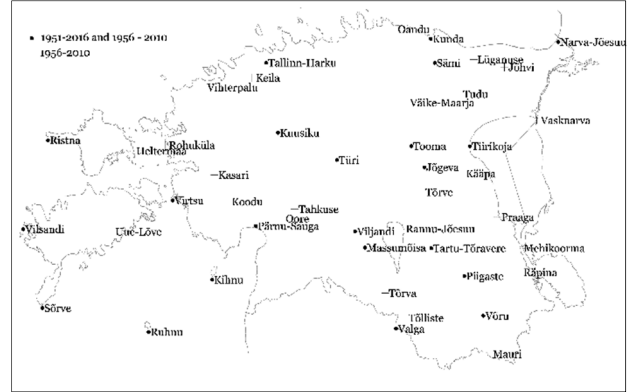 1951-2016 and 1956 - 2010
1956-2010
Oandu
Kunda
Narva-Jõesuu
Tallinn-Harku
Sämi
Lüganuse
Jõhvi
Keila
Vihterpalu
Tudu
Väike-Maarja
Vasknarva
Kuusiku
Ristna
Rohuküla
Heltermaa
Tooma
Tiirikoja
Türi
Jõgeva
Kääpa
Kasari
Tõrve
Virtsu
Koodu
Tahkuse
Oore
Praaga
Pärnu-Sauga
Vilsandi
Uue-Lõve
Viljandi
Rannu-Jõesuu
Massumõisa
Tartu-Tõravere
Mehikoorma
Räpina
Piigaste
Kihnu
Tõrva
Sõrve
Tõlliste
Võru
Valga
Ruhnu
Mauri